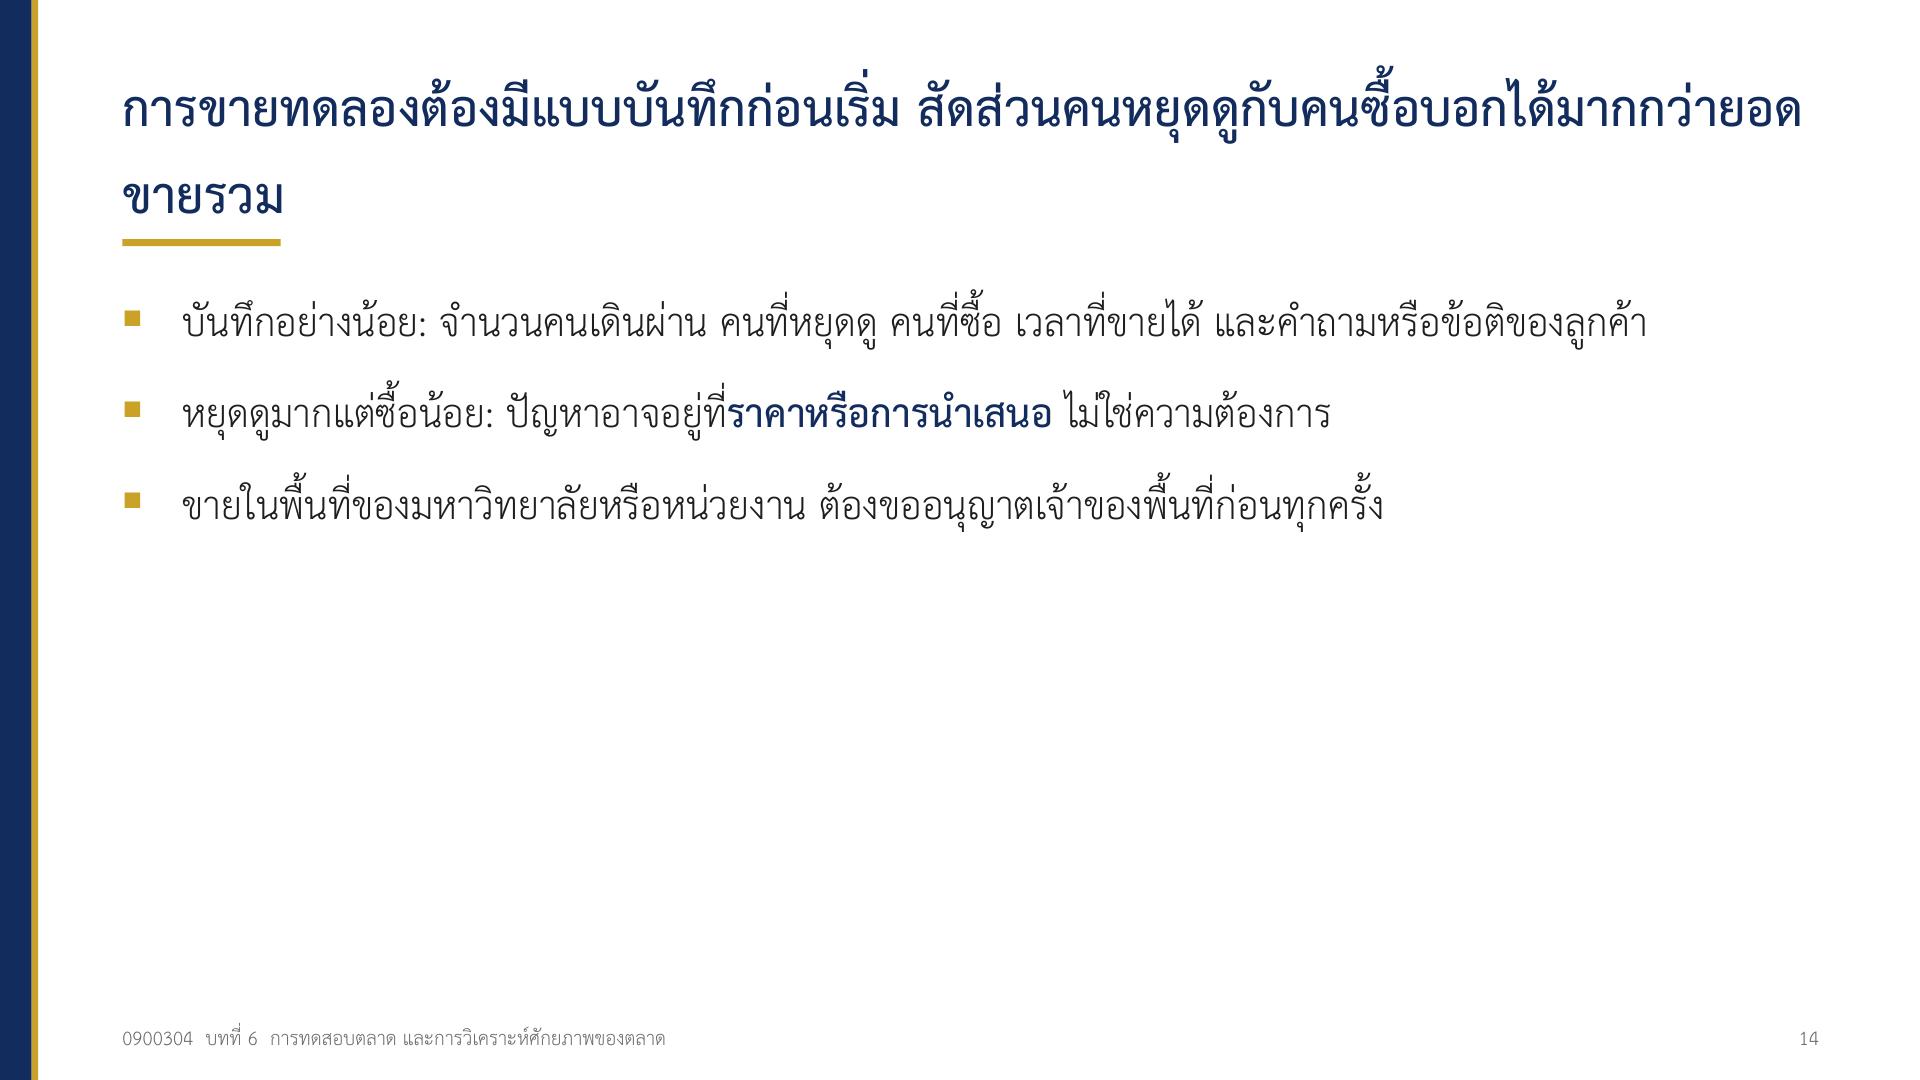 การขายทดลองต้องมีแบบบันทึกก่อนเริ่ม สัดส่วนคนหยุดดูกับคนซื้อบอกได้มากกว่ายอด
ขายรวม
บันทึกอย่างน้อย: จำนวนคนเดินผ่าน คนที่หยุดดู คนที่ซื้อ เวลาที่ขายได้ และคำถามหรือข้อติของลูกค้า
หยุดดูมากแต่ซื้อน้อย: ปัญหาอาจอยู่ที่ราคาหรือการนำเสนอ ไม่ใช่ความต้องการ
ขายในพื้นที่ของมหาวิทยาลัยหรือหน่วยงาน ต้องขออนุญาตเจ้าของพื้นที่ก่อนทุกครั้ง
0900304 บทที่ 6 การทดสอบตลาด และการวิเคราะห์ศักยภาพของตลาด
14